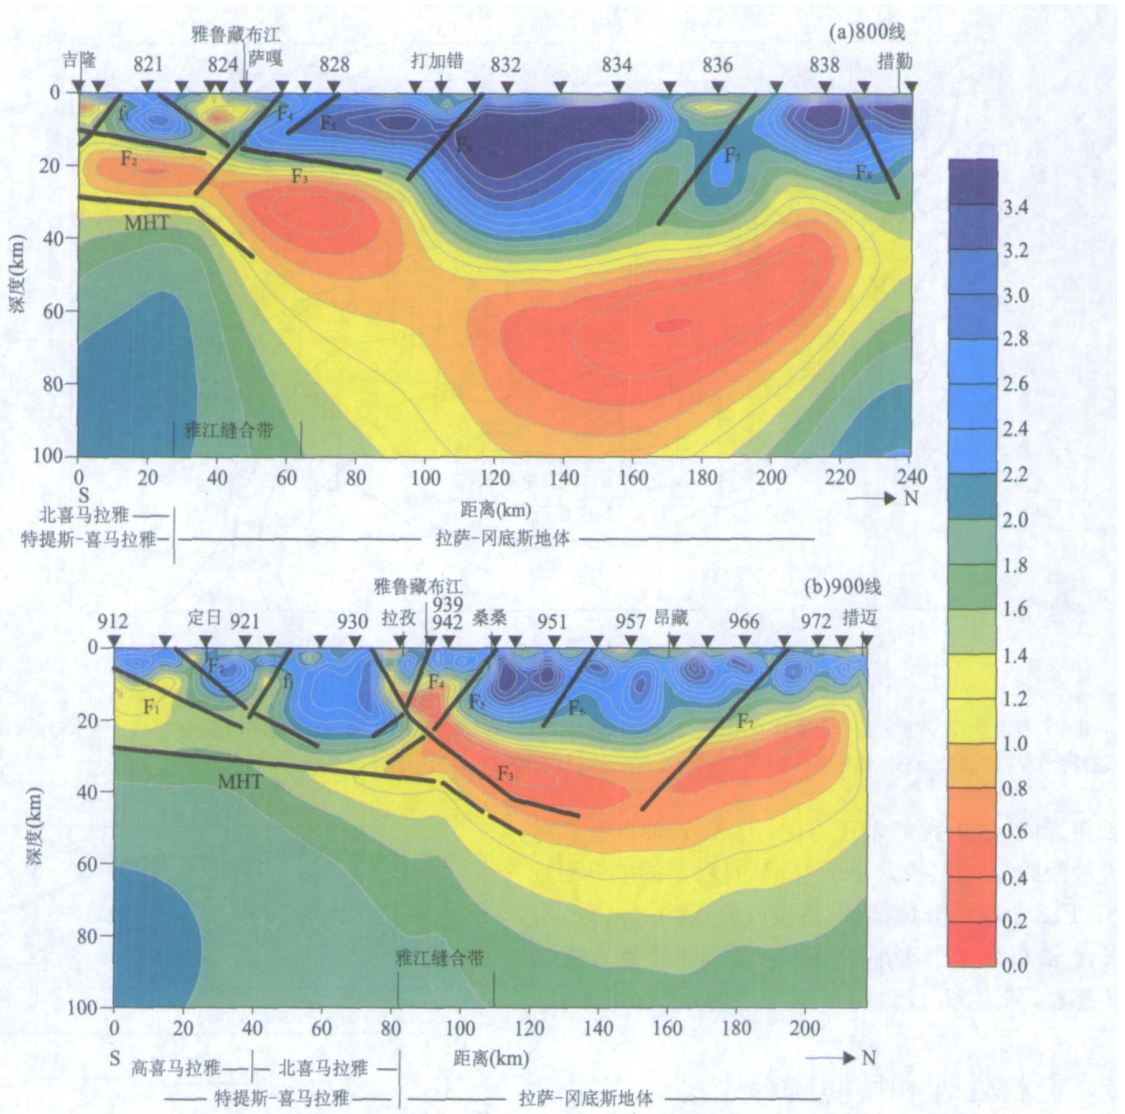 (a)800线
雅鲁藏布江
吉隆 821 824 萨嘎 828 打加错 832 834 836 838 措勤
0
20
40
60
80
100
深度(km)
f₁
F₂
MHT
F₃
F₄
F₅
F₆
F₇
F₈
雅江缝合带
0 20 40 60 80 100 120 140 160 180 200 220 240
S 距离(km) N
北喜马拉雅
特提斯-喜马拉雅 拉萨-冈底斯地体
3.4
3.2
3.0
2.8
2.6
2.4
2.2
2.0
1.8
1.6
1.4
1.2
1.0
0.8
0.6
0.4
0.2
0.0
(b)900线
雅鲁藏布江
939
912 定日 921 930 拉孜 942 桑桑 951 957 昂藏 966 972 措迈
0
20
40
60
80
100
深度(km)
F₁
F₂
f₁
MHT
F₄
F₅
F₃
F₆
F₇
雅江缝合带
0 20 40 60 80 100 120 140 160 180 200
S 距离(km) N
高喜马拉雅 北喜马拉雅
特提斯-喜马拉雅 拉萨-冈底斯地体